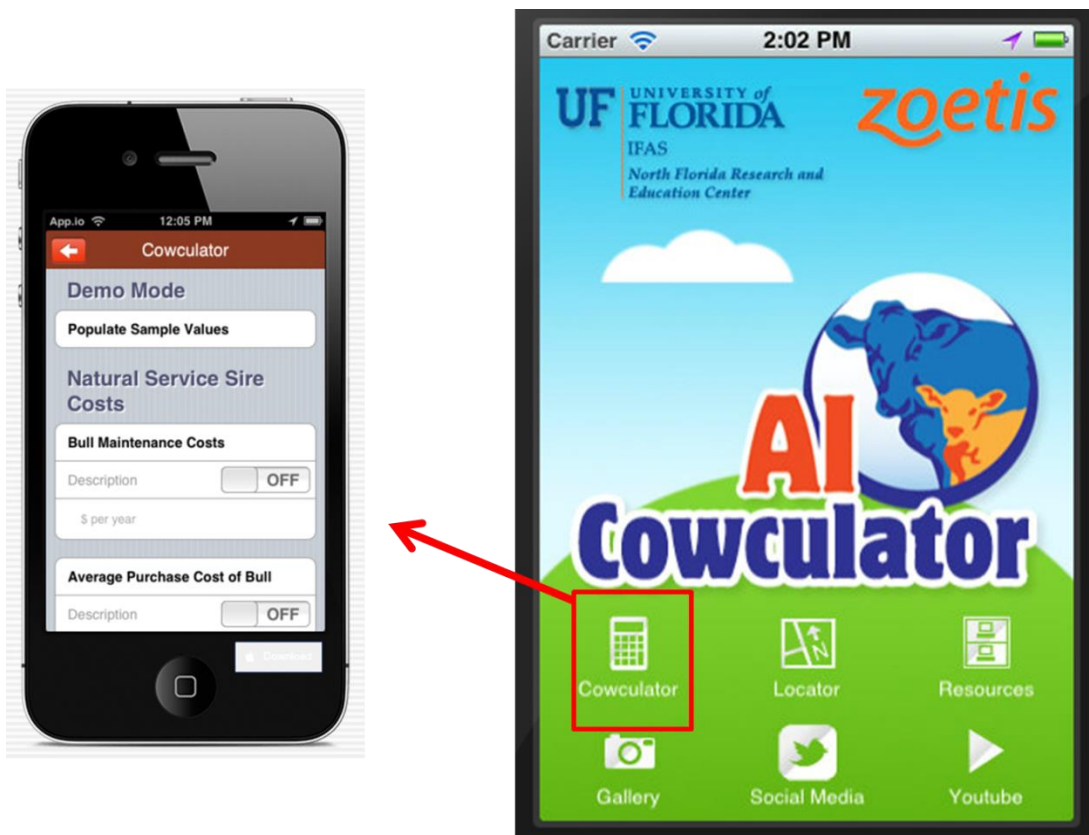 App.io 12:05 PM
Cowculator
Demo Mode
Populate Sample Values
Natural Service Sire
Costs
Bull Maintenance Costs
Description OFF
$ per year
Average Purchase Cost of Bull
Description OFF
Download
Carrier 2:02 PM
UF UNIVERSITY of
FLORIDA
IFAS
North Florida Research and
Education Center
zoetis
AI
Cowculator
N
Cowculator Locator Resources
Gallery Social Media Youtube